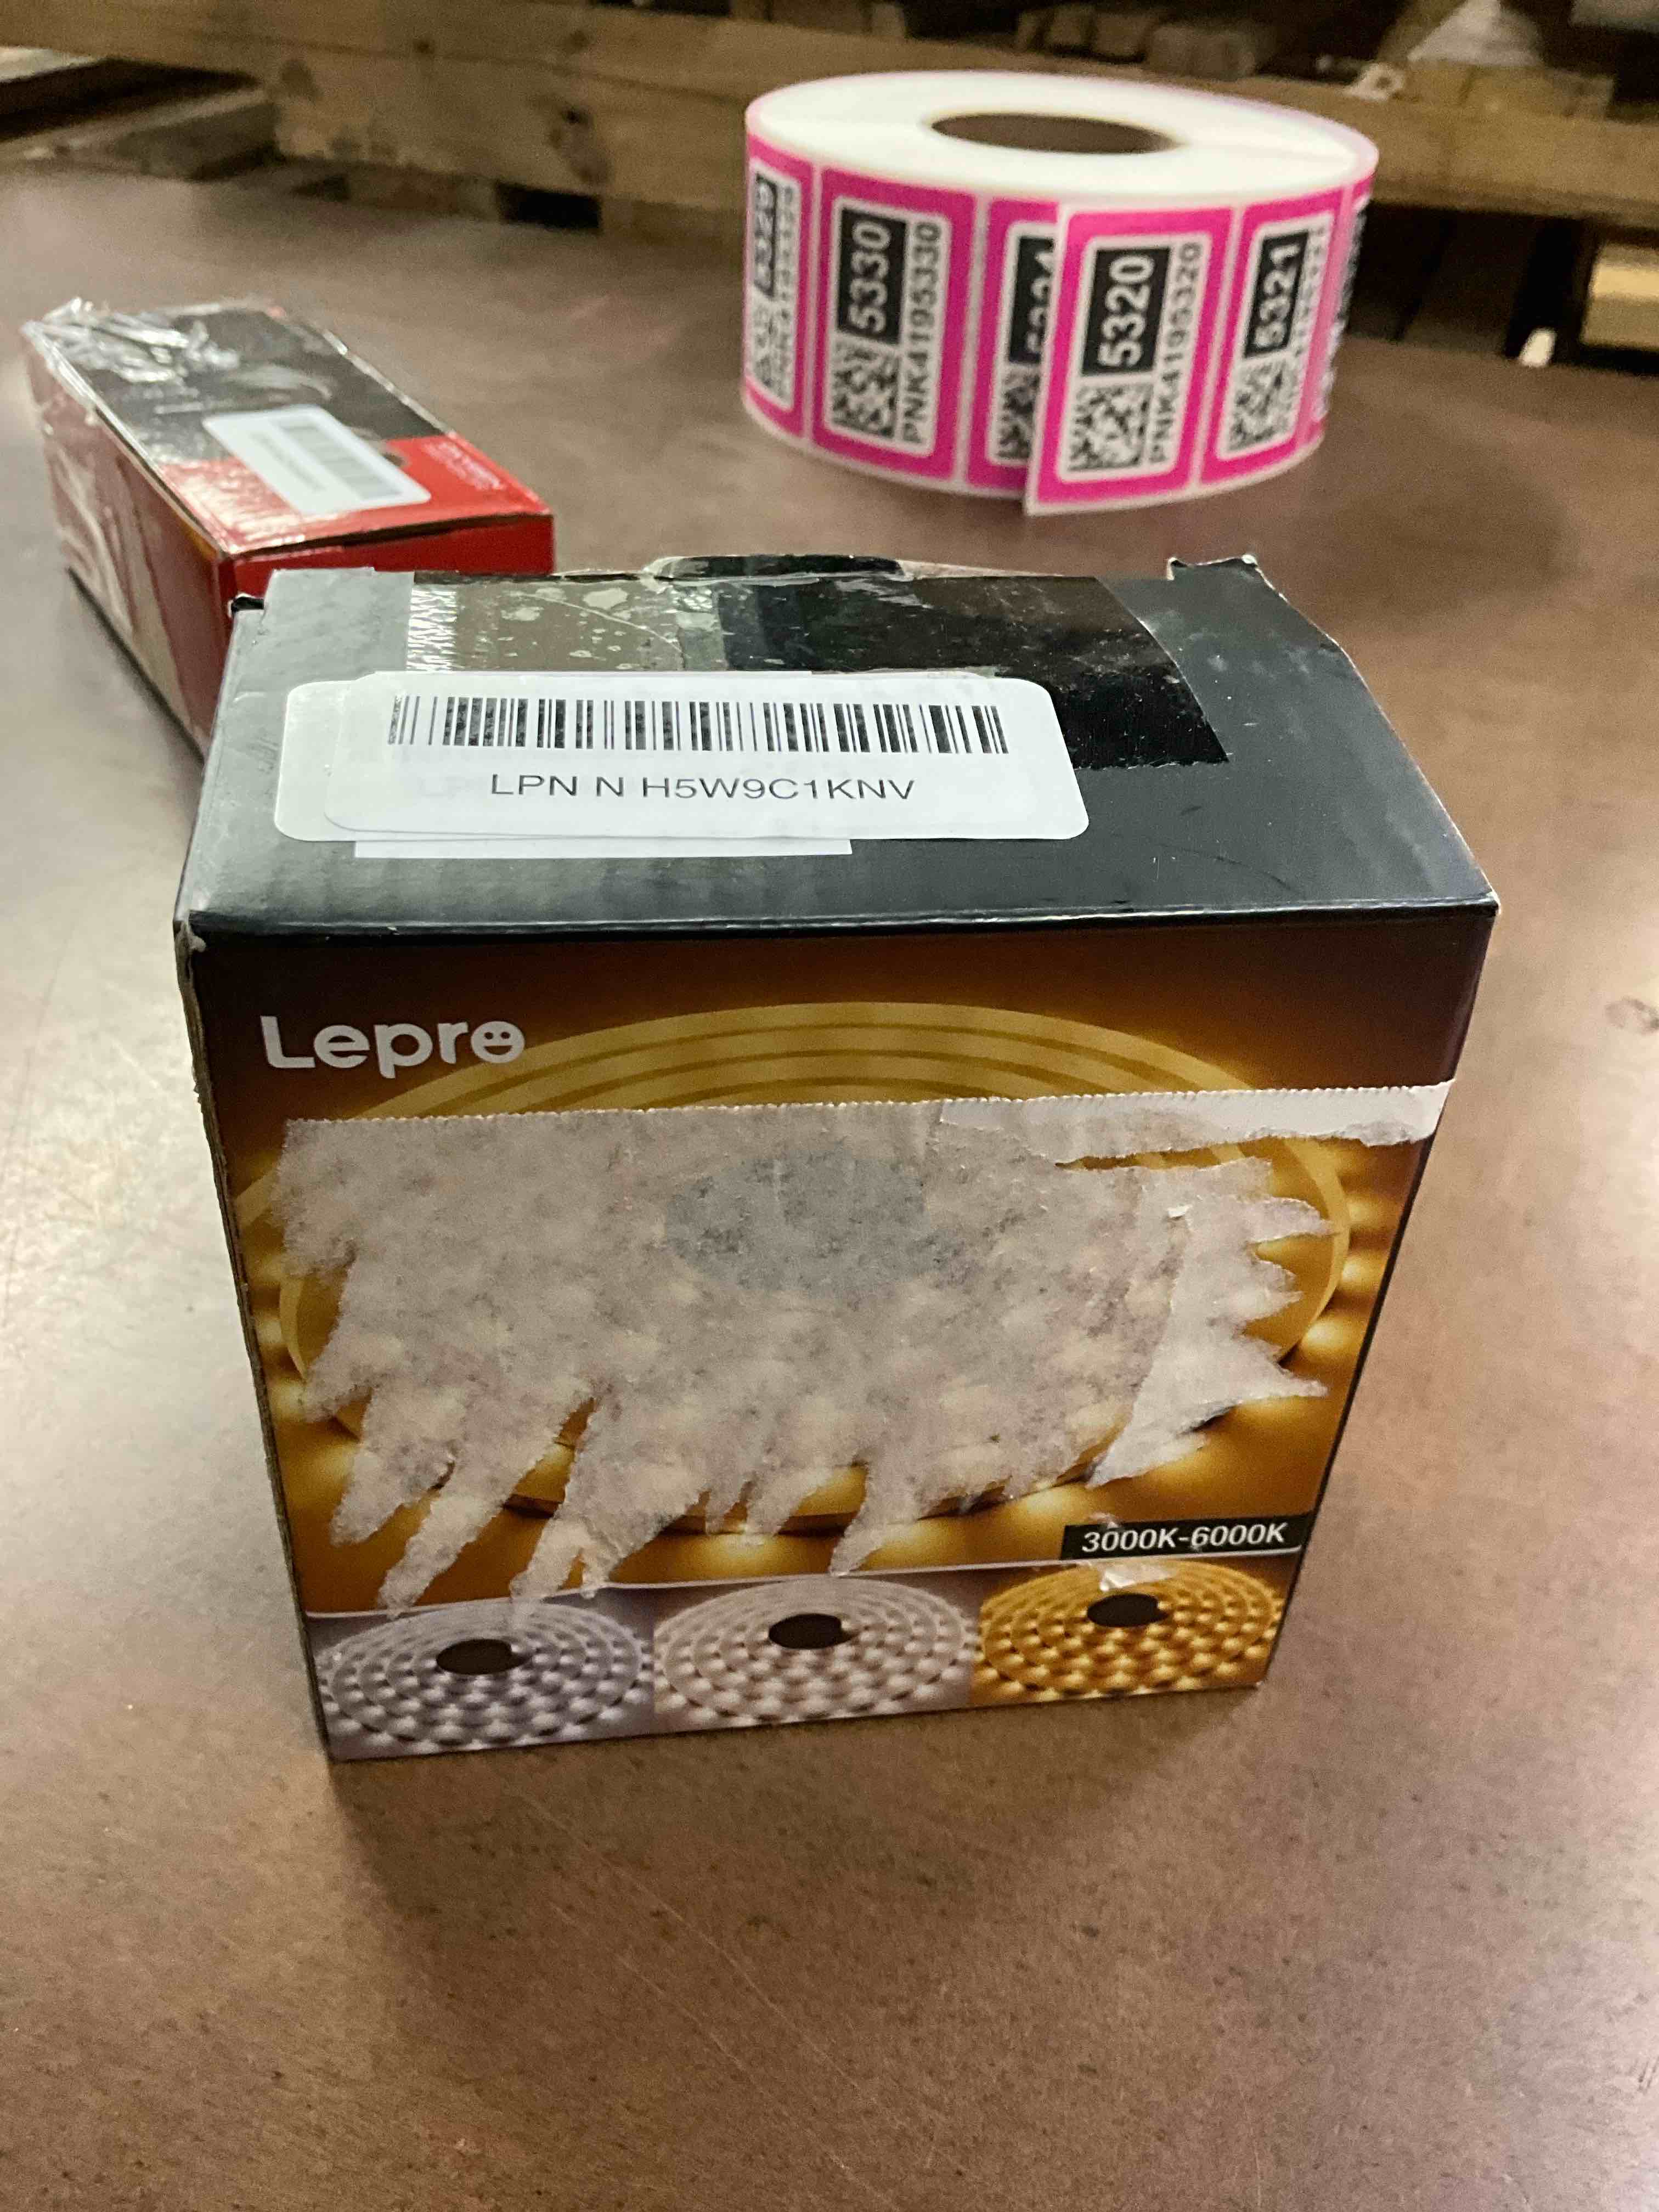 5330
PNK4195330
5320
PNK4195320
5321
LPN N H5W9C1KNV
Lepro
3000K-6000K